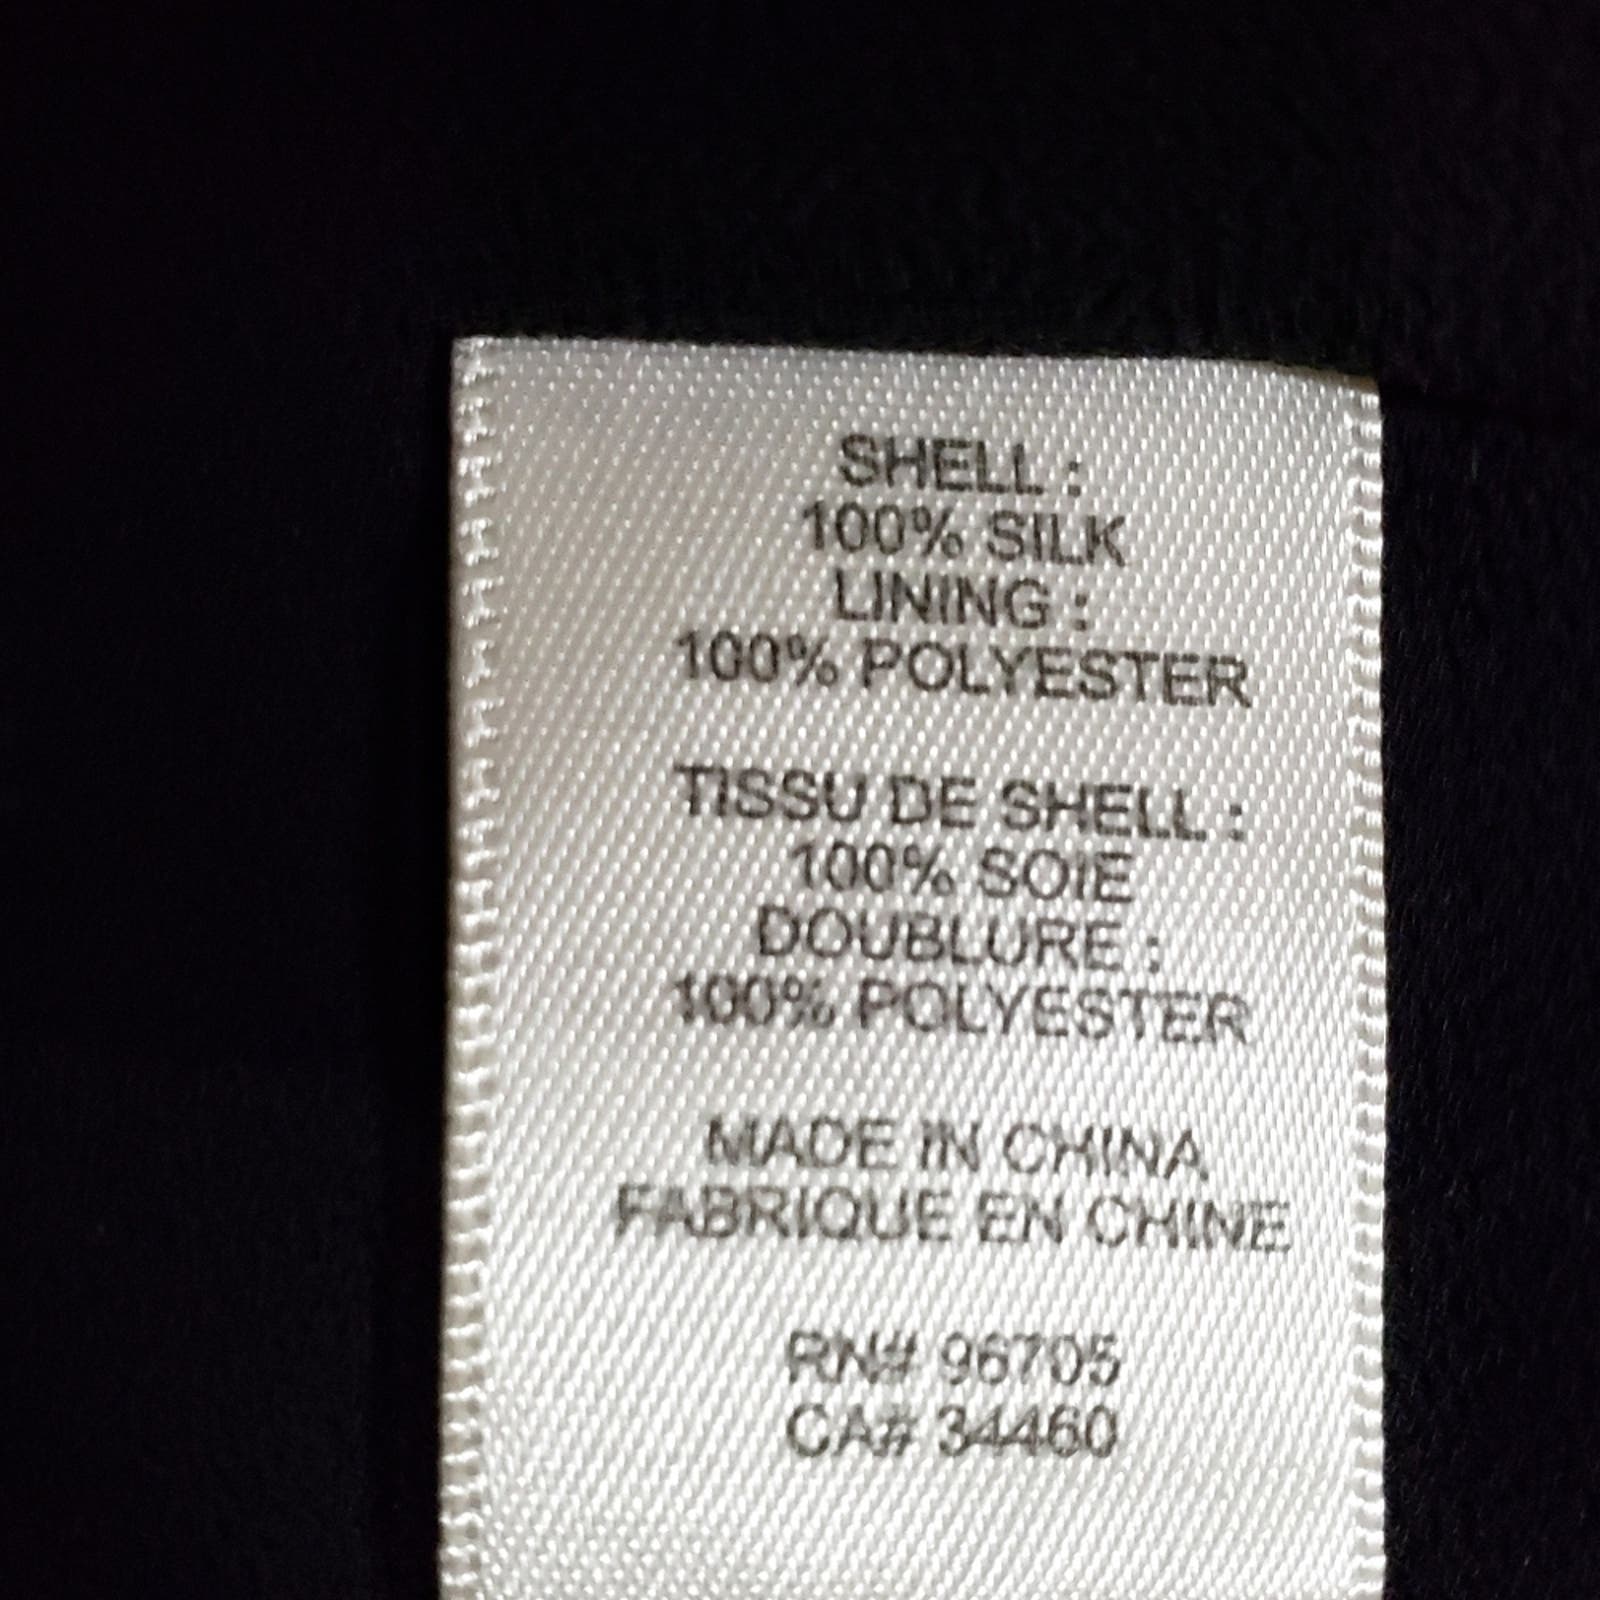 SHELL :
100% SILK
LINING :
100% POLYESTER
TISSU DE SHELL :
100% SOIE
DOUBLURE :
100% POLYESTER
MADE IN CHINA
FABRIQUE EN CHINE
RN# 96705
CA# 34460